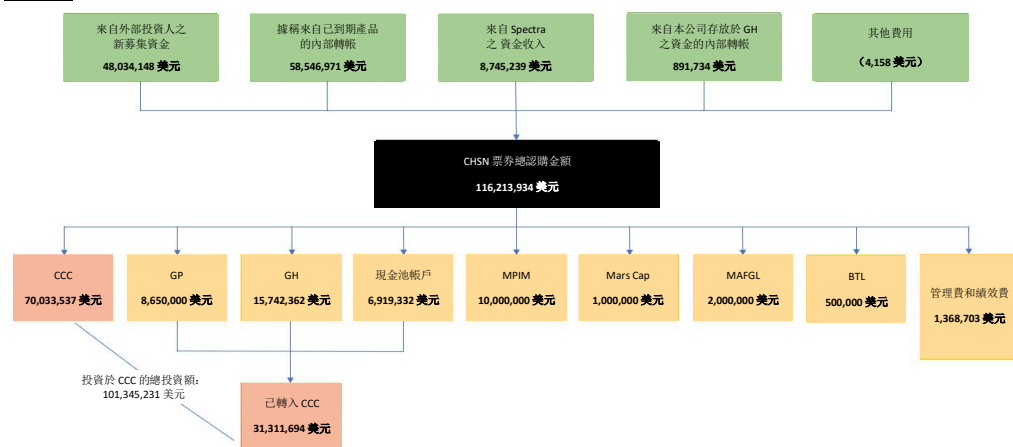 來自外部投資人之
新募集資金
48,034,148 美元
據稱來自已到期產品
的內部轉帳
58,546,971 美元
來自 Spectra
之 資金收入
8,745,239 美元
來自本公司存放於 GH
之資金的內部轉帳
891,734 美元
其他費用
（4,158 美元）
CHSN 票券總認購金額
116,213,934 美元
CCC
70,033,537 美元
GP
8,650,000 美元
GH
15,742,362 美元
現金池帳戶
6,919,332 美元
MPIM
10,000,000 美元
Mars Cap
1,000,000 美元
MAFGL
2,000,000 美元
BTL
500,000 美元
管理費和績效費
1,368,703 美元
投資於 CCC 的總投資額:
101,345,231 美元
已轉入 CCC
31,311,694 美元